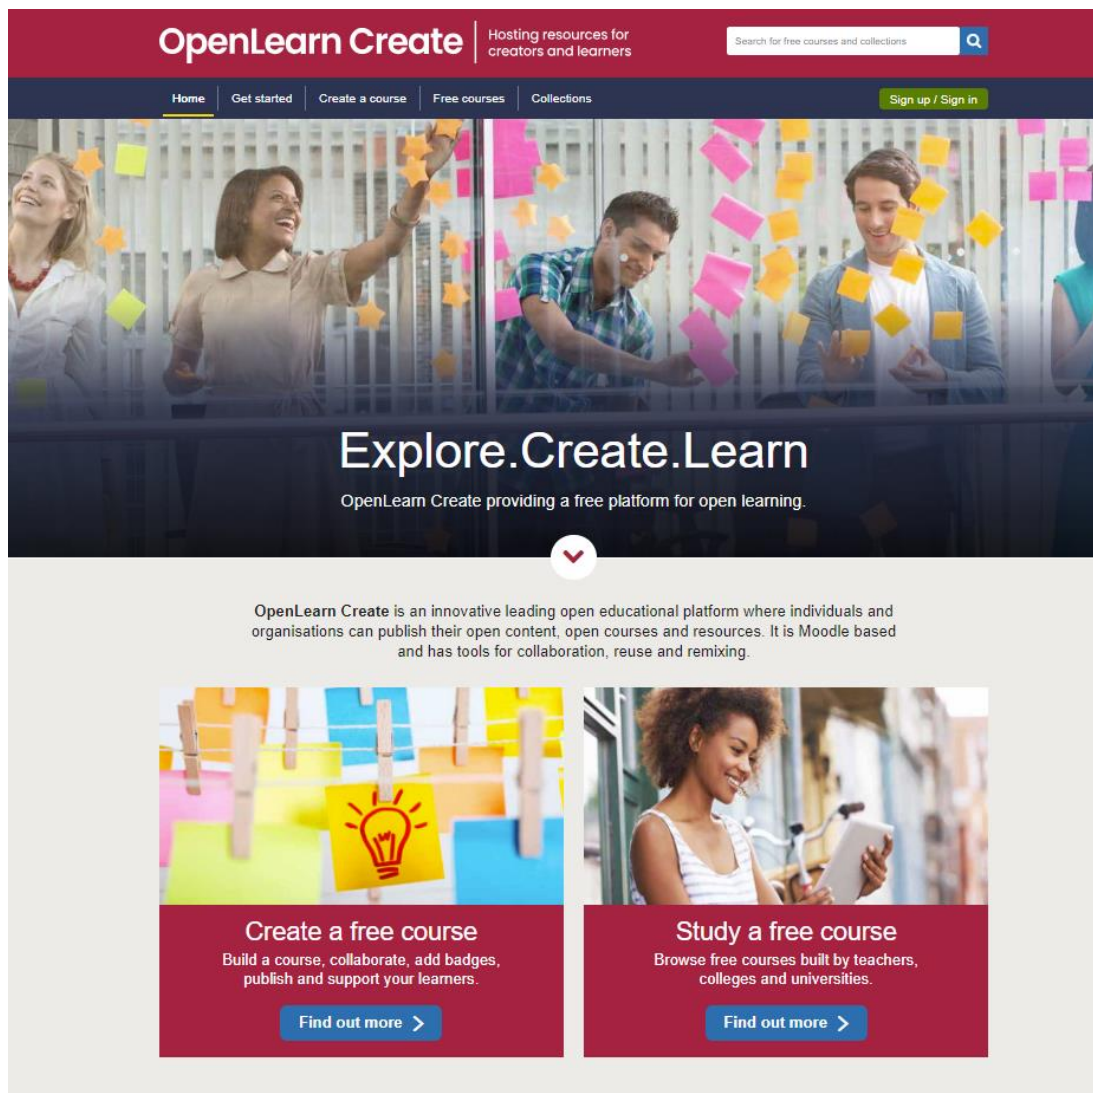 OpenLearn Create
Hosting resources for
creators and learners
Search for free courses and collections
Home
Get started
Create a course
Free courses
Collections
Sign up / Sign in
Explore.Create.Learn
OpenLearn Create providing a free platform for open learning.
OpenLearn Create is an innovative leading open educational platform where individuals and
organisations can publish their open content, open courses and resources. It is Moodle based
and has tools for collaboration, reuse and remixing.
Create a free course
Build a course, collaborate, add badges,
publish and support your learners.
Find out more
Study a free course
Browse free courses built by teachers,
colleges and universities.
Find out more